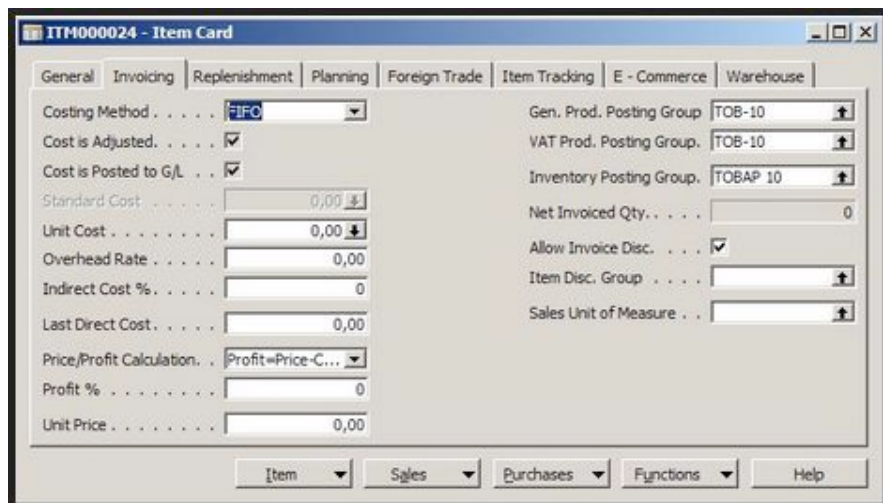 ITM000024 - Item Card
General Invoicing Replenishment Planning Foreign Trade Item Tracking E - Commerce Warehouse
Costing Method . . . . . FIFO
Cost is Adjusted. . . . .
Cost is Posted to G/L . .
Standard Cost . . . . . 0,00
Unit Cost . . . . . . . . 0,00
Overhead Rate . . . . . 0,00
Indirect Cost %. . . . . 0
Last Direct Cost. . . . . 0,00
Price/Profit Calculation. . Profit=Price-C...
Profit % . . . . . . . . 0
Unit Price . . . . . . . . 0,00
Gen. Prod. Posting Group TOB-10
VAT Prod. Posting Group. TOB-10
Inventory Posting Group. TOBAP 10
Net Invoiced Qty. . . . . 0
Allow Invoice Disc. . . . .
Item Disc. Group . . . .
Sales Unit of Measure . .
Item Sales Purchases Functions Help